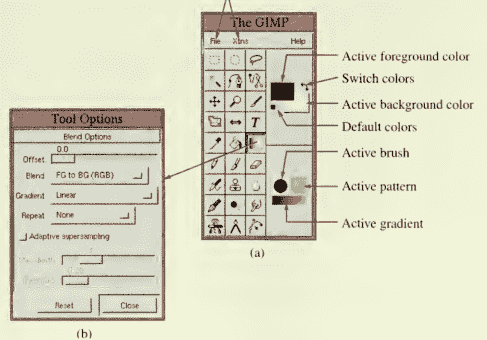 The GIMP
File Xtns Help
Active foreground color
Switch colors
Active background color
Default colors
Active brush
Active pattern
Active gradient
(a)
Tool Options
Blend Options
0.0
Offset
Blend FG to BG (RGB)
Gradient Linear
Repeat None
Adaptive supersampling
Reset Close
(b)